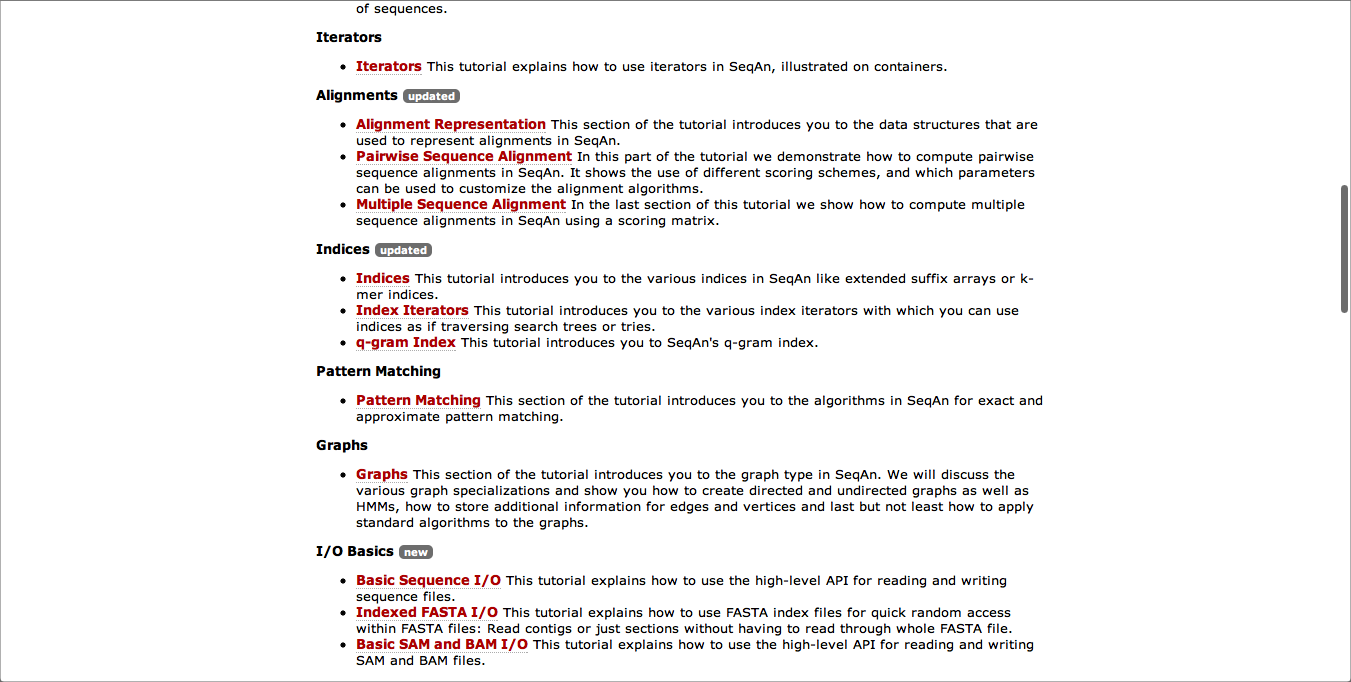 of sequences.
Iterators
Iterators This tutorial explains how to use iterators in SeqAn, illustrated on containers.
Alignments updated
Alignment Representation This section of the tutorial introduces you to the data structures that are
used to represent alignments in SeqAn.
Pairwise Sequence Alignment In this part of the tutorial we demonstrate how to compute pairwise
sequence alignments in SeqAn. It shows the use of different scoring schemes, and which parameters
can be used to customize the alignment algorithms.
Multiple Sequence Alignment In the last section of this tutorial we show how to compute multiple
sequence alignments in SeqAn using a scoring matrix.
Indices updated
Indices This tutorial introduces you to the various indices in SeqAn like extended suffix arrays or k-
mer indices.
Index Iterators This tutorial introduces you to the various index iterators with which you can use
indices as if traversing search trees or tries.
q-gram Index This tutorial introduces you to SeqAn's q-gram index.
Pattern Matching
Pattern Matching This section of the tutorial introduces you to the algorithms in SeqAn for exact and
approximate pattern matching.
Graphs
Graphs This section of the tutorial introduces you to the graph type in SeqAn. We will discuss the
various graph specializations and show you how to create directed and undirected graphs as well as
HMMs, how to store additional information for edges and vertices and last but not least how to apply
standard algorithms to the graphs.
I/O Basics new
Basic Sequence I/O This tutorial explains how to use the high-level API for reading and writing
sequence files.
Indexed FASTA I/O This tutorial explains how to use FASTA index files for quick random access
within FASTA files: Read contigs or just sections without having to read through whole FASTA file.
Basic SAM and BAM I/O This tutorial explains how to use the high-level API for reading and writing
SAM and BAM files.